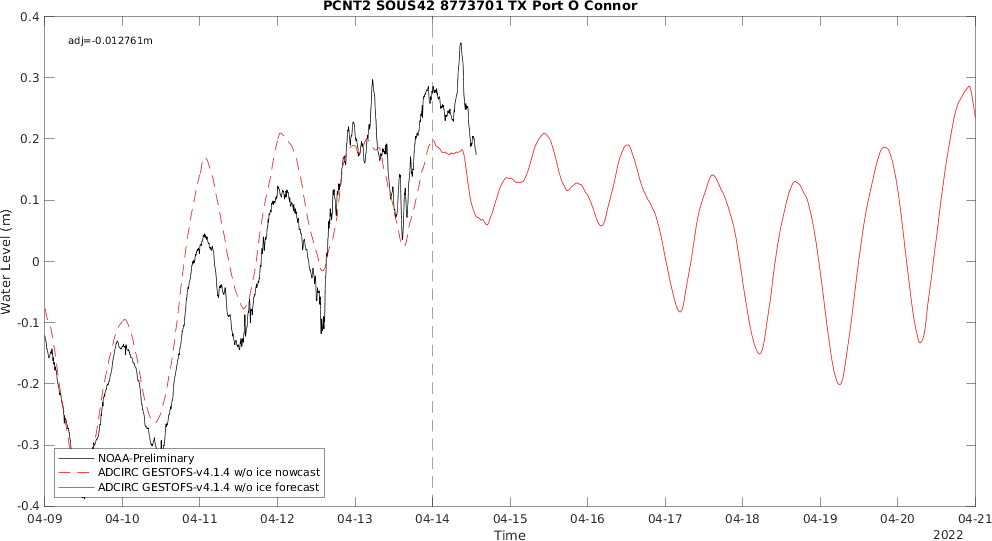 PCNT2 SOUS42 8773701 TX Port O Connor
adj=-0.012761m
0.4
0.3
0.2
0.1
0
-0.1
-0.2
-0.3
-0.4
Water Level (m)
NOAA-Preliminary
ADCIRC GESTOFS-v4.1.4 w/o ice nowcast
ADCIRC GESTOFS-v4.1.4 w/o ice forecast
04-09 04-10 04-11 04-12 04-13 04-14 04-15 04-16 04-17 04-18 04-19 04-20 04-21
Time
2022